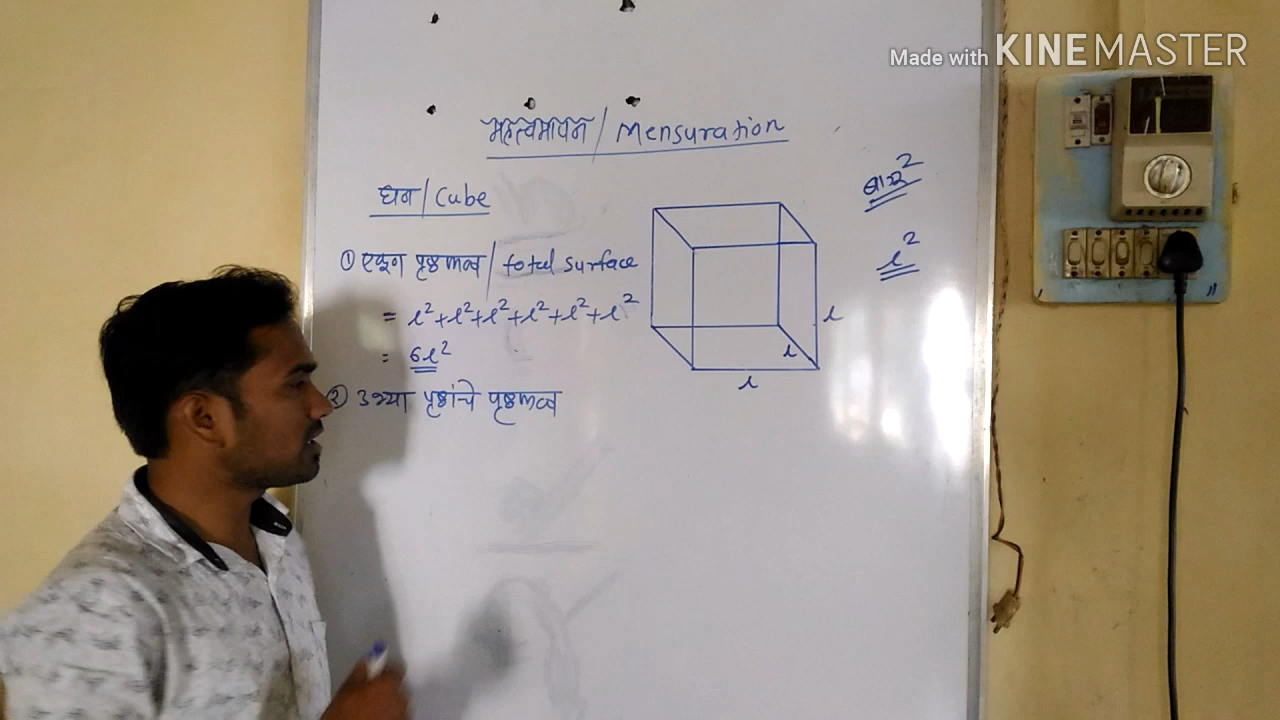 Made with KINEMASTER
महत्वमापन / Mensuration
घन / Cube
① एकूण पृष्ठफळ / total surface
= l²+l²+l²+l²+l²+l²
= 6l²
② उभ्या पृष्ठांचे पृष्ठफळ
बाजू²
l²
l
l
l